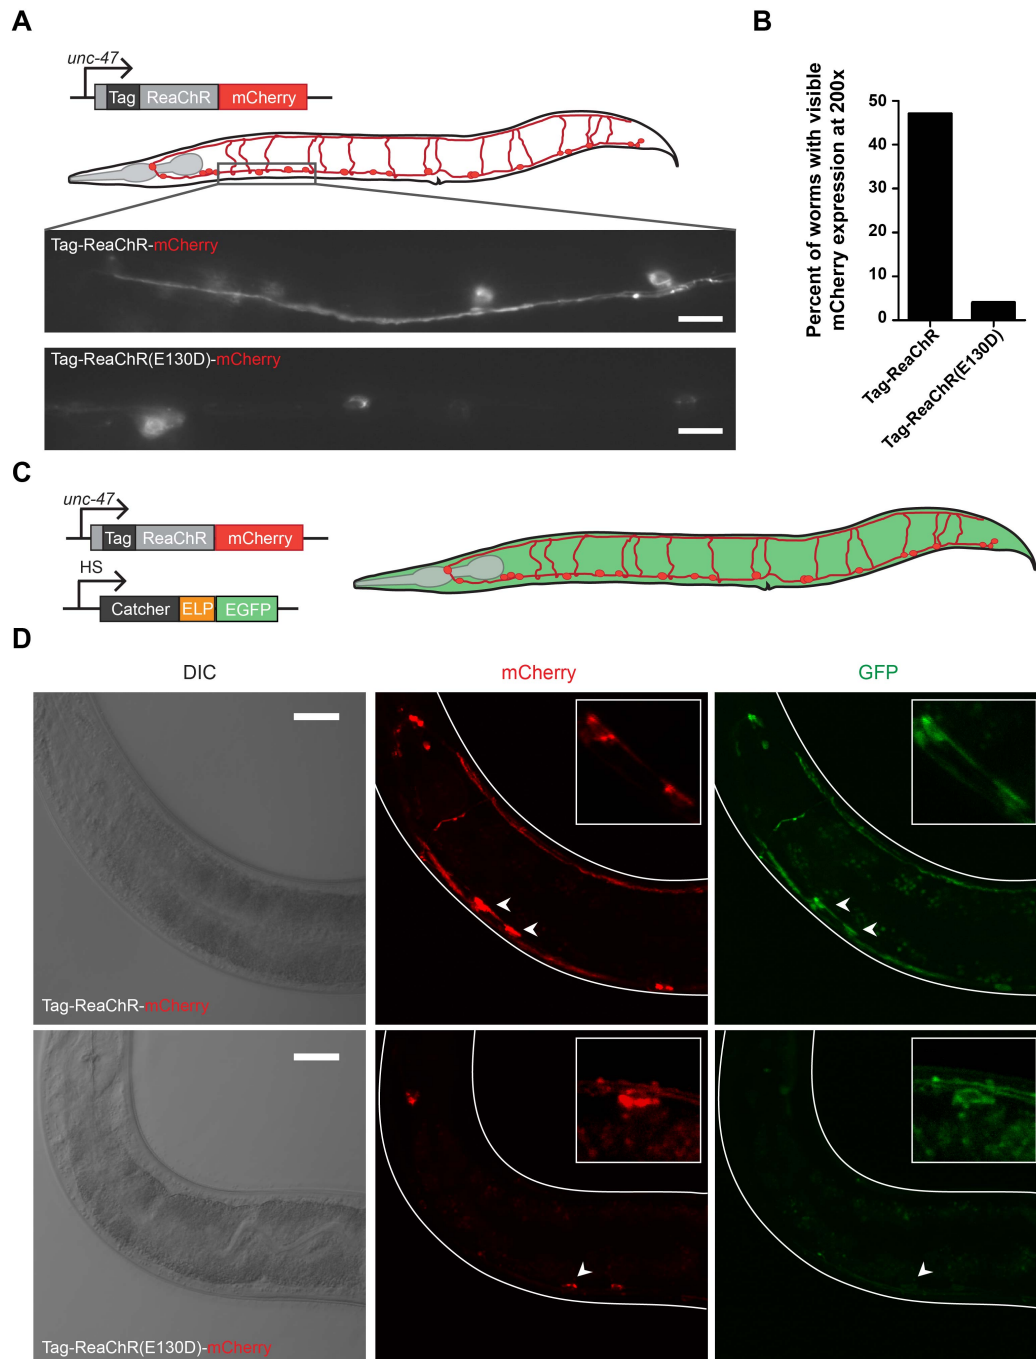 A
unc-47
Tag ReaChR mCherry
Tag-ReaChR-mCherry
Tag-ReaChR(E130D)-mCherry
B
Percent of worms with visible
mCherry expression at 200x
50
40
30
20
10
0
Tag-ReaChR
Tag-ReaChR(E130D)
C
unc-47
Tag ReaChR mCherry
HS
Catcher ELP EGFP
D
DIC mCherry GFP
Tag-ReaChR-mCherry
Tag-ReaChR(E130D)-mCherry